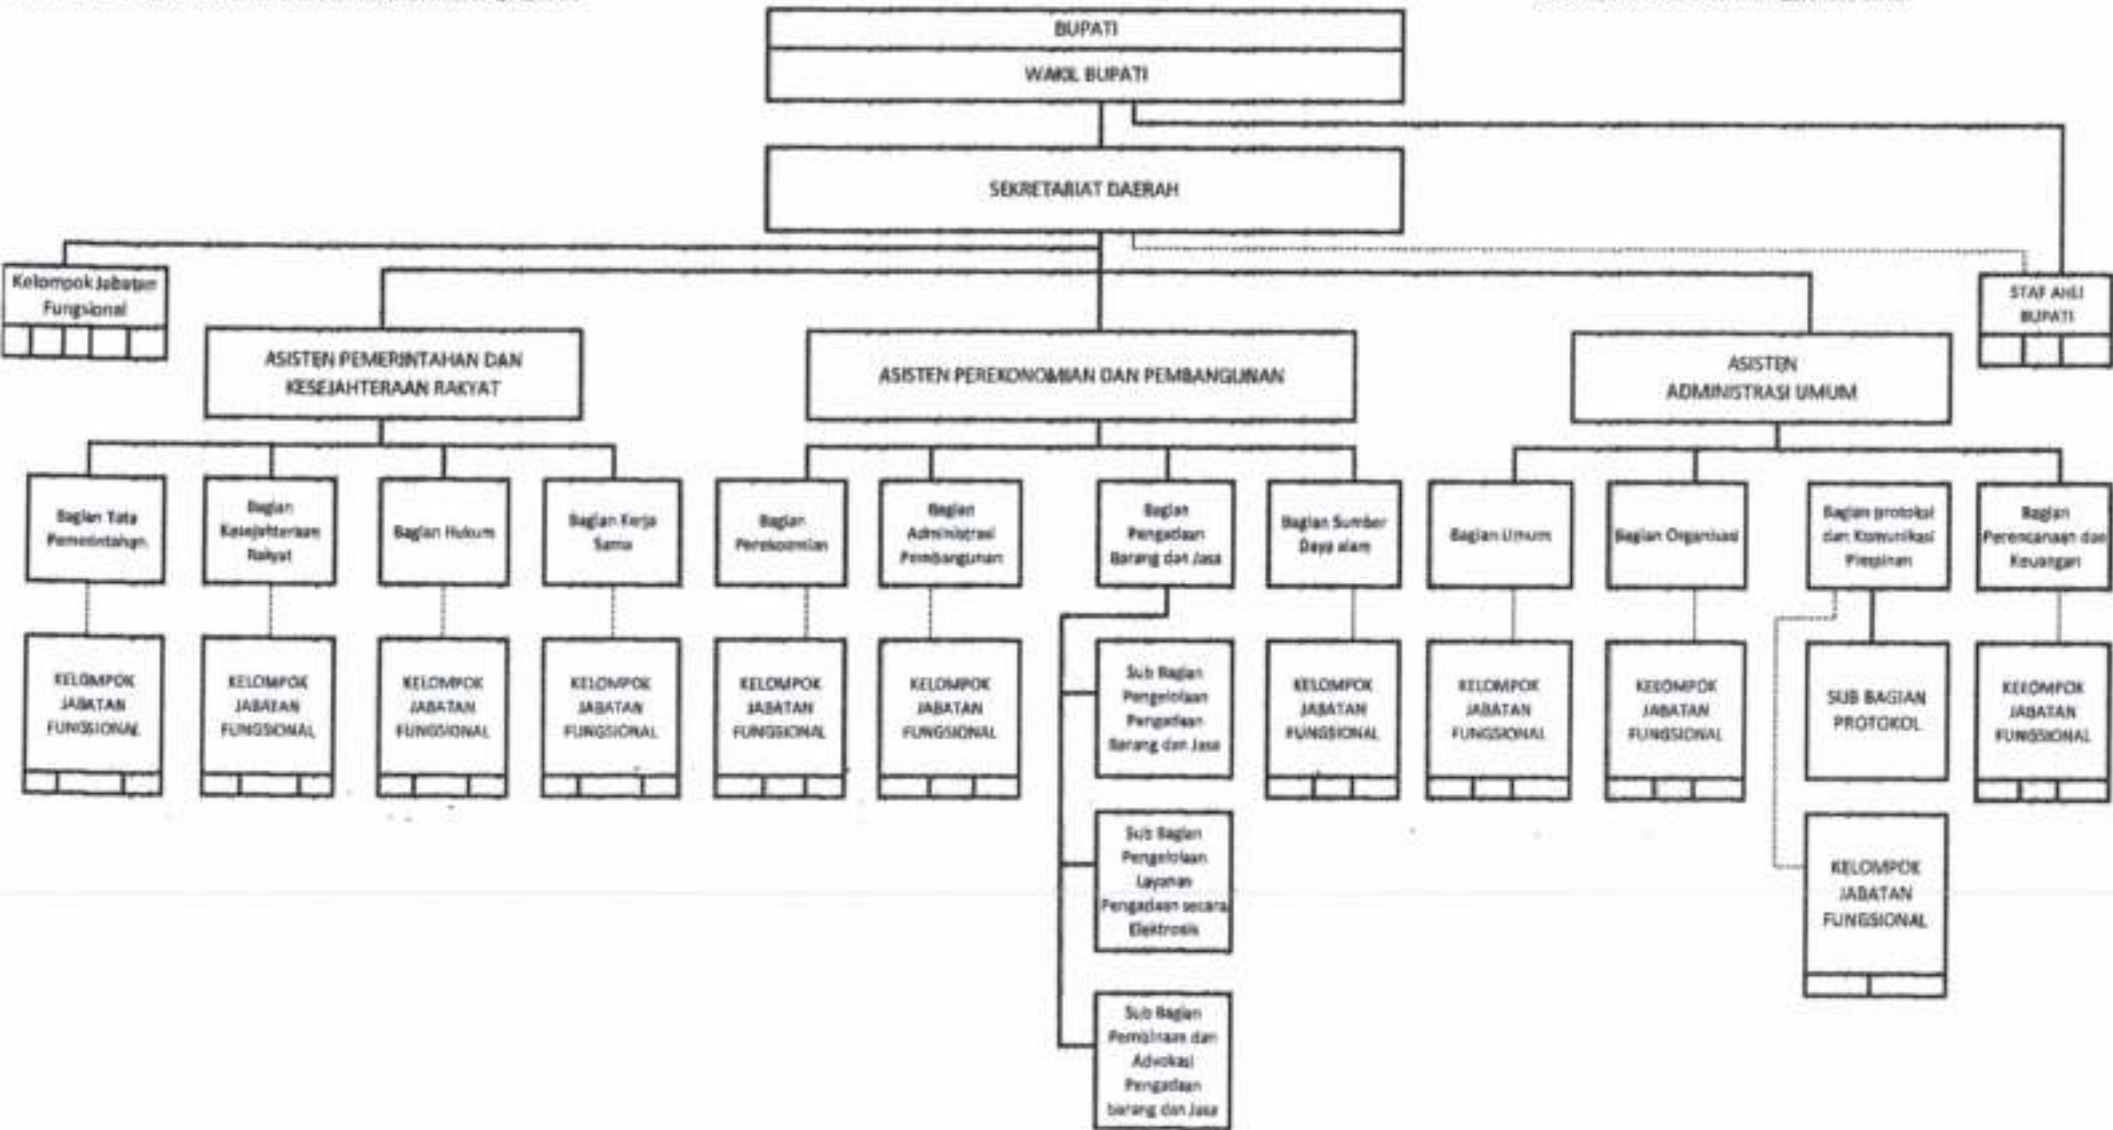 BUPATI
WAKIL BUPATI
SEKRETARIAT DAERAH
Kelompok Jabatan
Fungsional
STAF AHLI
BUPATI
ASISTEN PEMERINTAHAN DAN
KESEJAHTERAAN RAKYAT
ASISTEN PEREKONOMIAN DAN PEMBANGUNAN
ASISTEN
ADMINISTRASI UMUM
Bagian Tata
Pemerintahan
Bagian
Kesejahteraan
Rakyat
Bagian Hukum
Bagian Kerja
Sama
Bagian
Perekoomian
Bagian
Administrasi
Pembangunan
Bagian
Pengadaan
Barang dan Jasa
Bagian Sumber
Daya alam
Bagian Umum
Bagian Organisasi
Bagian protokol
dan Komunikasi
Pimpinan
Bagian
Perencanaan dan
Keuangan
KELOMPOK
JABATAN
FUNGSIONAL
KELOMPOK
JABATAN
FUNGSIONAL
KELOMPOK
JABATAN
FUNGSIONAL
KELOMPOK
JABATAN
FUNGSIONAL
KELOMPOK
JABATAN
FUNGSIONAL
KELOMPOK
JABATAN
FUNGSIONAL
Sub Bagian
Pengelolaan
Pengadaan
Barang dan Jasa
KELOMPOK
JABATAN
FUNGSIONAL
KELOMPOK
JABATAN
FUNGSIONAL
KELOMPOK
JABATAN
FUNGSIONAL
SUB BAGIAN
PROTOKOL
KELOMPOK
JABATAN
FUNGSIONAL
Sub Bagian
Pengelolaan
Layanan
Pengadaan secara
Elektrosis
KELOMPOK
JABATAN
FUNGSIONAL
Sub Bagian
Pembinaan dan
Advokasi
Pengadaan
barang dan Jasa